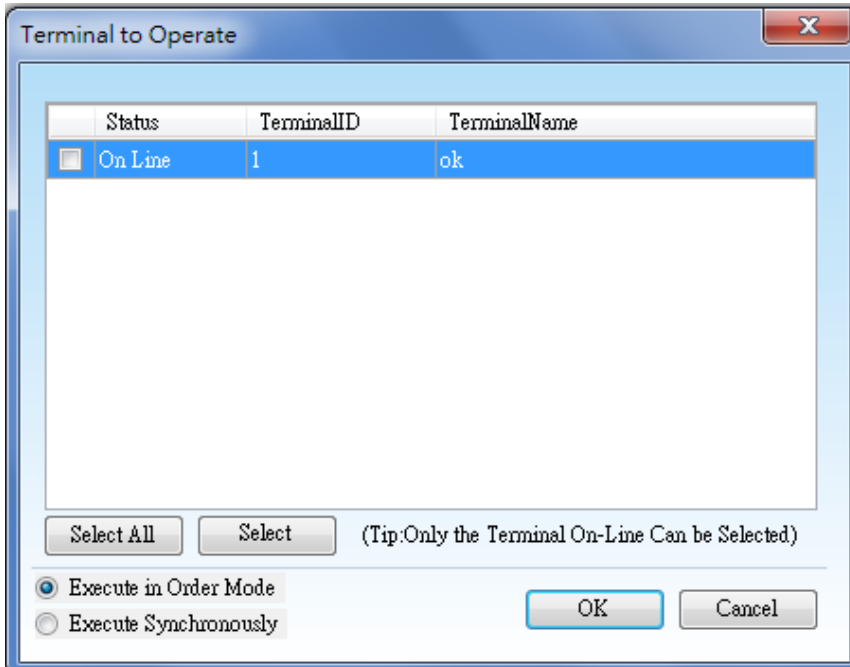 Terminal to Operate
Status TerminalID TerminalName
On Line 1 ok
Select All Select (Tip:Only the Terminal On-Line Can be Selected)
Execute in Order Mode
OK Cancel
Execute Synchronously